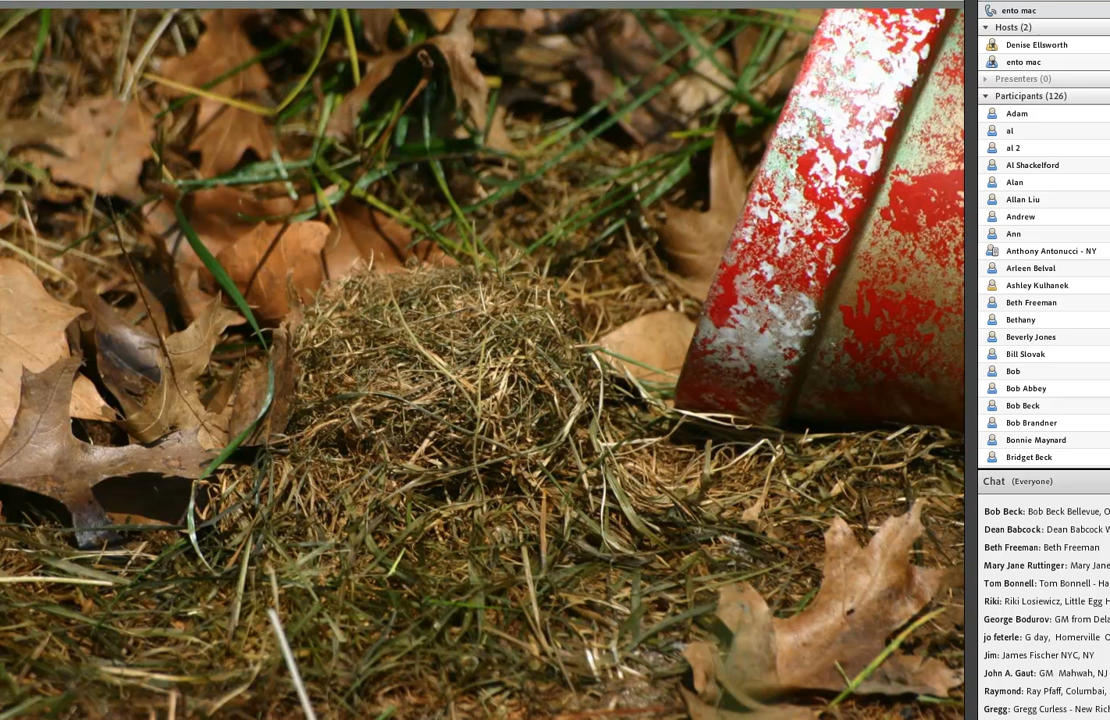 ento mac
Hosts (2)
Denise Ellsworth
ento mac
Presenters (0)
Participants (126)
Adam
al
al 2
Al Shackelford
Alan
Allan Liu
Andrew
Ann
Anthony Antonucci - NY
Arleen Belval
Ashley Kulhanek
Beth Freeman
Bethany
Beverly Jones
Bill Slovak
Bob
Bob Abbey
Bob Beck
Bob Brandner
Bonnie Maynard
Bridget Beck
Chat (Everyone)
Bob Beck: Bob Beck Bellevue, O
Dean Babcock: Dean Babcock W
Beth Freeman: Beth Freeman
Mary Jane Ruttinger: Mary Jane
Tom Bonnell: Tom Bonnell - Ha
Riki: Riki Losiewicz, Little Egg H
George Bodurov: GM from Dela
jo feterle: G day, Homerville O
Jim: James Fischer NYC, NY
John A. Gaut: GM Mahwah, NJ
Raymond: Ray Pfaff, Columbai,
Gregg: Gregg Curless - New Rich